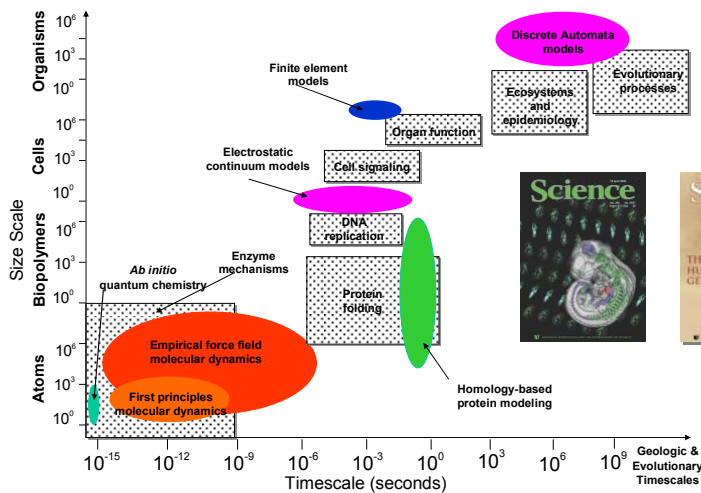 10^6
10^3
10^0
10^6
10^3
10^0
10^3
10^0
10^6
10^3
10^0
Organisms
Cells
Biopolymers
Atoms
Size Scale
Discrete Automata
models
Finite element
models
Evolutionary
processes
Ecosystems
and
epidemiology
Organ function
Electrostatic
continuum models
Cell signaling
DNA
replication
Science
S
TH
HU
GE
Ab initio
quantum chemistry
Enzyme
mechanisms
Protein
folding
Empirical force field
molecular dynamics
First principles
molecular dynamics
Homology-based
protein modeling
10^-15
10^-12
10^-9
10^-6
10^-3
10^0
10^3
10^6
10^9
Geologic &
Evolutionary
Timescales
Timescale (seconds)